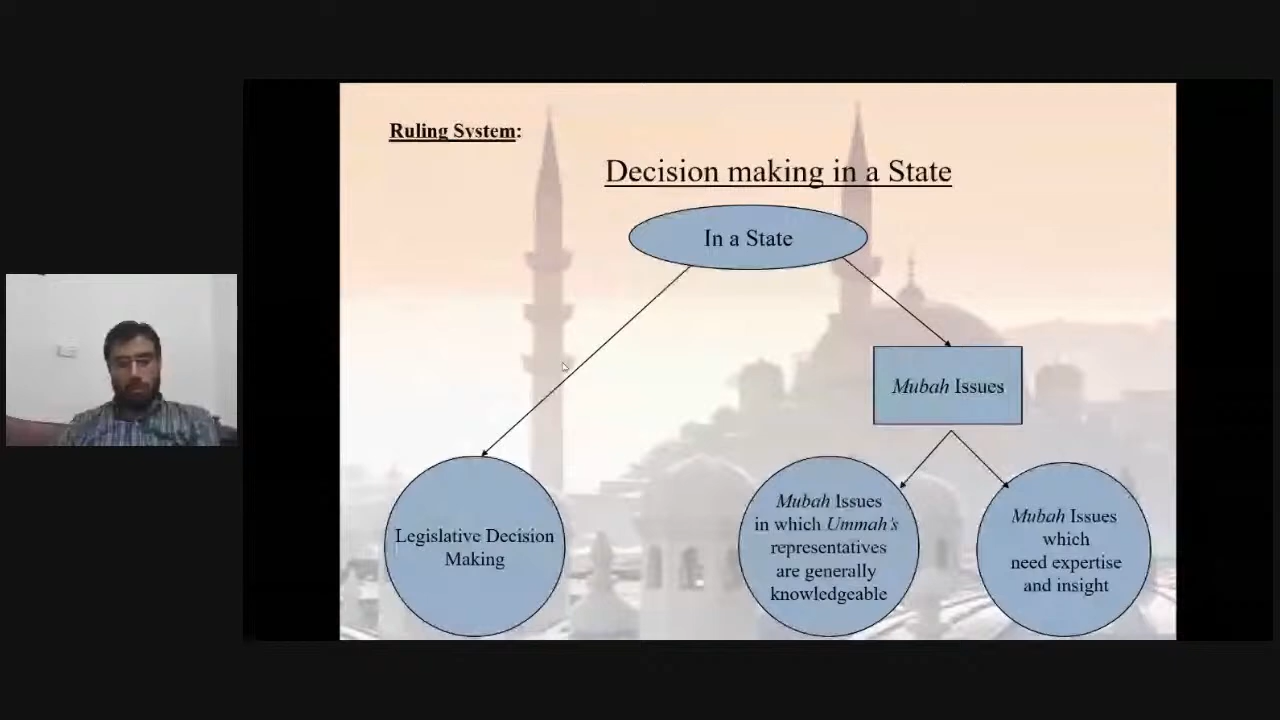 Ruling System:
Decision making in a State
In a State
Mubah Issues
Legislative Decision
Making
Mubah Issues
in which Ummah's
representatives
are generally
knowledgeable
Mubah Issues
which
need expertise
and insight